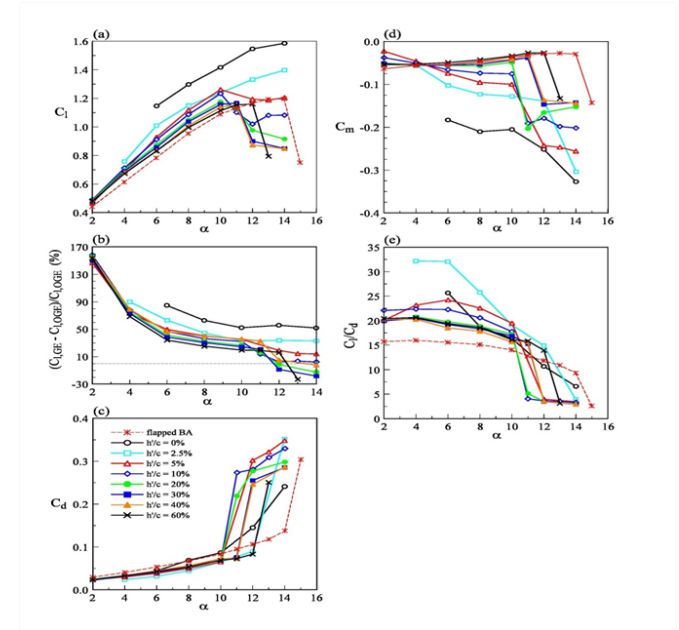 (a)
1.6
1.4
1.2
1.0
0.8
0.6
0.4
C_l
2 4 6 8 10 12 14 16
α
(b)
170
130
90
50
10
-30
(C_l,GE - C_l,OGE)/C_l,OGE (%)
2 4 6 8 10 12 14 16
α
(c)
0.4
0.3
0.2
0.1
0.0
C_d
flapped BA
h'/c = 0%
h'/c = 2.5%
h'/c = 5%
h'/c = 10%
h'/c = 20%
h'/c = 30%
h'/c = 40%
h'/c = 60%
2 4 6 8 10 12 14 16
α
(d)
0.0
-0.1
-0.2
-0.3
-0.4
C_m
2 4 6 8 10 12 14 16
α
(e)
35
30
25
20
15
10
5
0
C_l/C_d
2 4 6 8 10 12 14 16
α